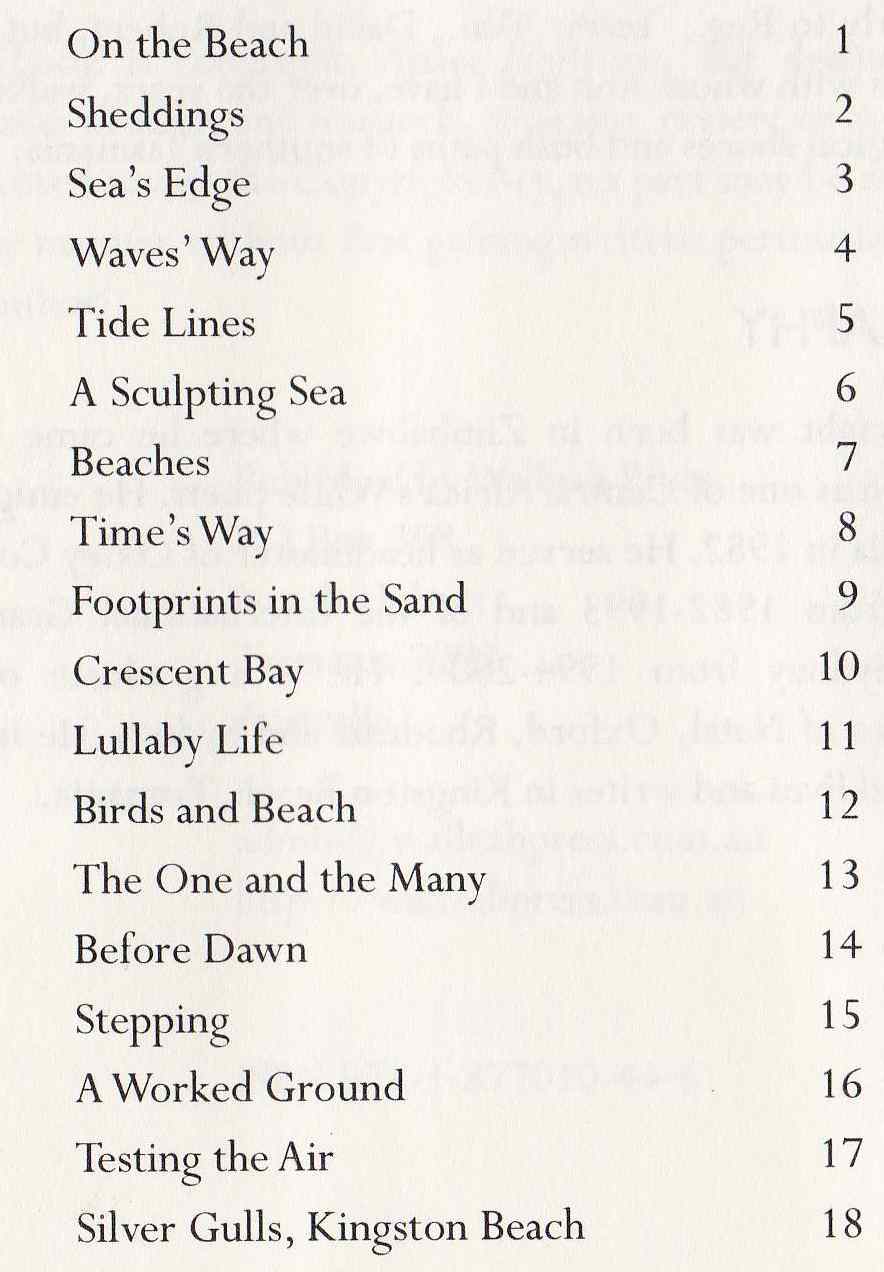 On the Beach 1
Sheddings 2
Sea's Edge 3
Waves' Way 4
Tide Lines 5
A Sculpting Sea 6
Beaches 7
Time's Way 8
Footprints in the Sand 9
Crescent Bay 10
Lullaby Life 11
Birds and Beach 12
The One and the Many 13
Before Dawn 14
Stepping 15
A Worked Ground 16
Testing the Air 17
Silver Gulls, Kingston Beach 18